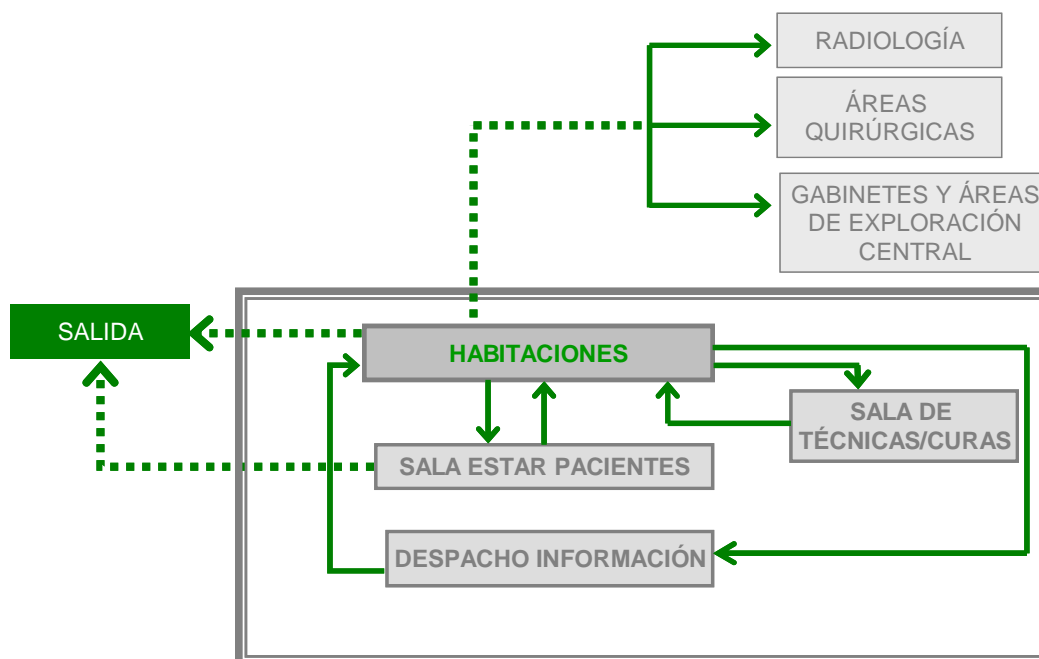 RADIOLOGÍA
ÁREAS
QUIRÚRGICAS
GABINETES Y ÁREAS
DE EXPLORACIÓN
CENTRAL
SALIDA
HABITACIONES
SALA DE
TÉCNICAS/CURAS
SALA ESTAR PACIENTES
DESPACHO INFORMACIÓN